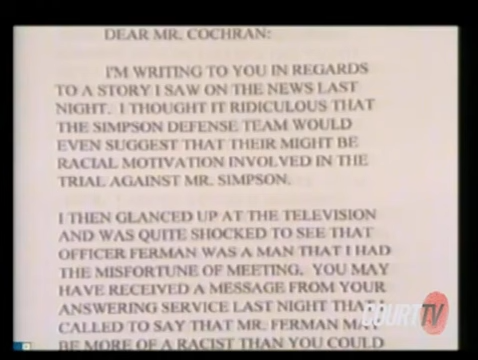 DEAR MR. COCHRAN:
I'M WRITING TO YOU IN REGARDS
TO A STORY I SAW ON THE NEWS LAST
NIGHT. I THOUGHT IT RIDICULOUS THAT
THE SIMPSON DEFENSE TEAM WOULD
EVEN SUGGEST THAT THEIR MIGHT BE
RACIAL MOTIVATION INVOLVED IN THE
TRIAL AGAINST MR. SIMPSON.
I THEN GLANCED UP AT THE TELEVISION
AND WAS QUITE SHOCKED TO SEE THAT
OFFICER FERMAN WAS A MAN THAT I HAD
THE MISFORTUNE OF MEETING. YOU MAY
HAVE RECEIVED A MESSAGE FROM YOUR
ANSWERING SERVICE LAST NIGHT THAT I
CALLED TO SAY THAT MR. FERMAN MAY
BE MORE OF A RACIST THAN YOU COULD
COURT TV